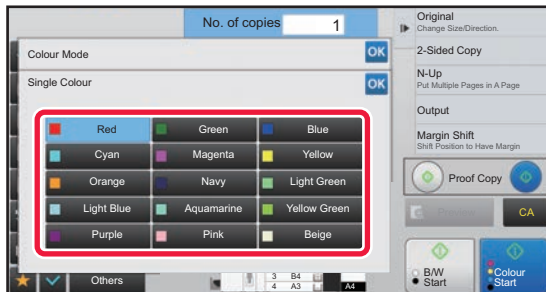 No. of copies 1
Colour Mode OK
Single Colour OK
Red Green Blue
Cyan Magenta Yellow
Orange Navy Light Green
Light Blue Aquamarine Yellow Green
Purple Pink Beige
Others
3 B4
4 A3
A4
Original
Change Size/Direction.
2-Sided Copy
N-Up
Put Multiple Pages in A Page
Output
Margin Shift
Shift Position to Have Margin
Proof Copy
CA
B/W
Start
Colour
Start